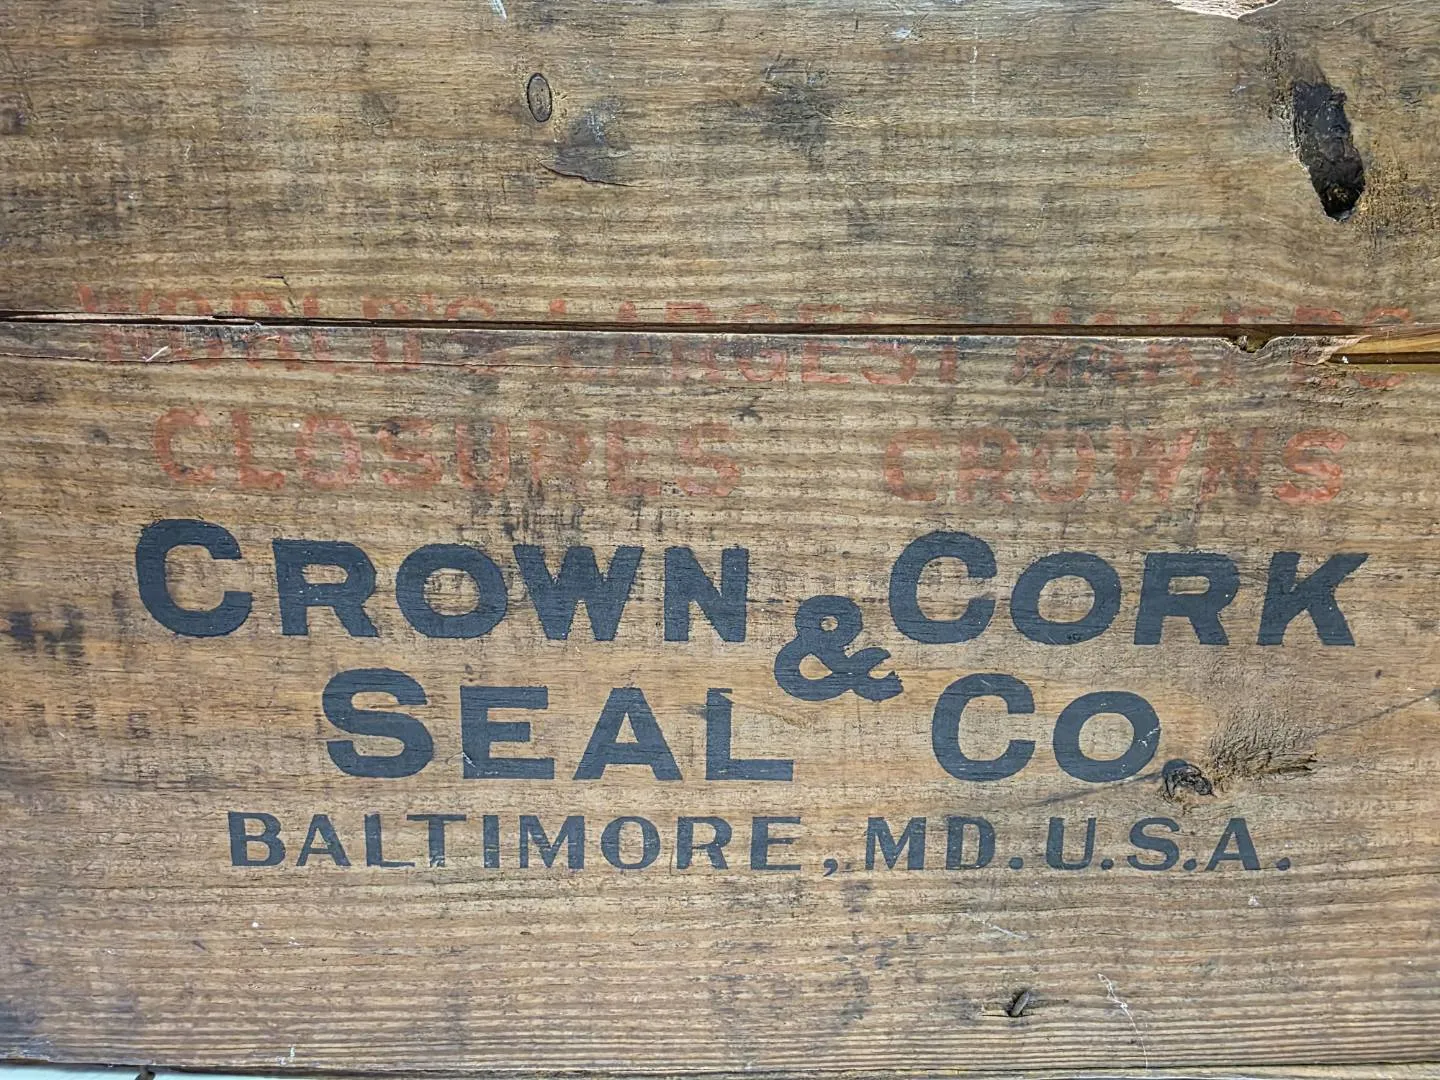 WORLD'S LARGEST MAKERS
CLOSURES CROWNS
CROWN & CORK
SEAL CO.
BALTIMORE, MD. U.S.A.